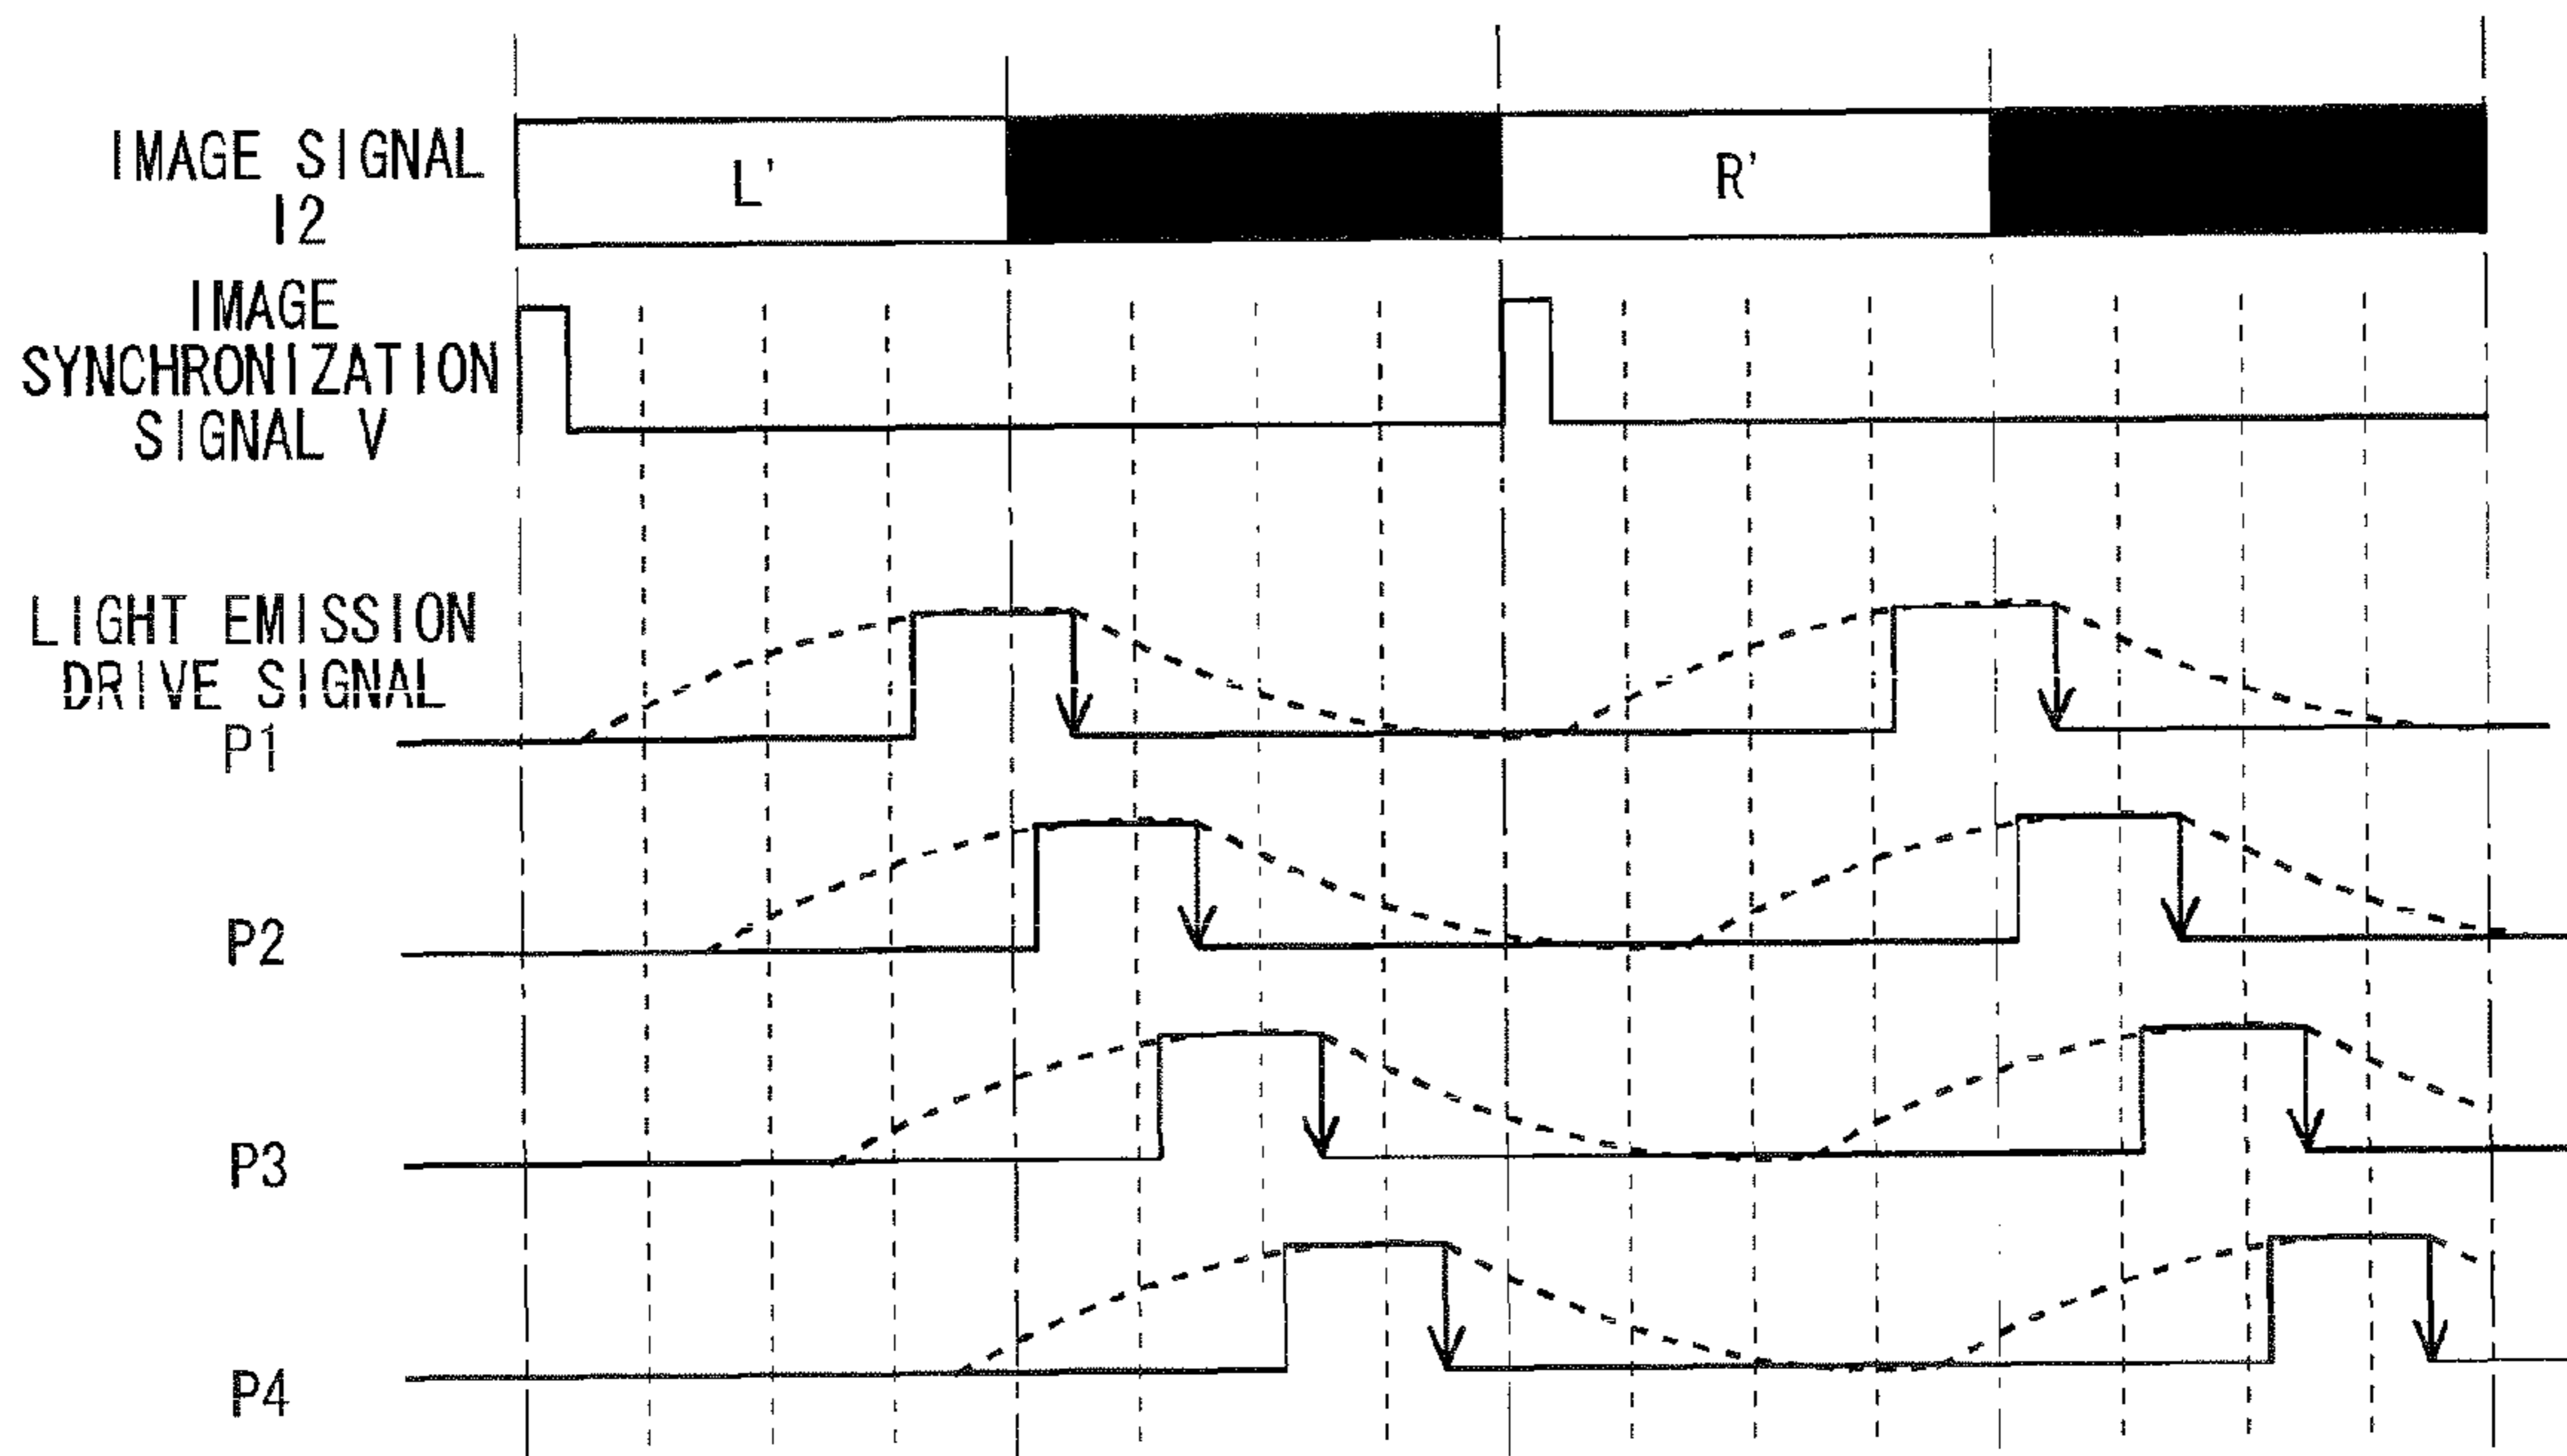 IMAGE SIGNAL
I2
L'
R'
IMAGE
SYNCHRONIZATION
SIGNAL V
LIGHT EMISSION
DRIVE SIGNAL
P1
P2
P3
P4